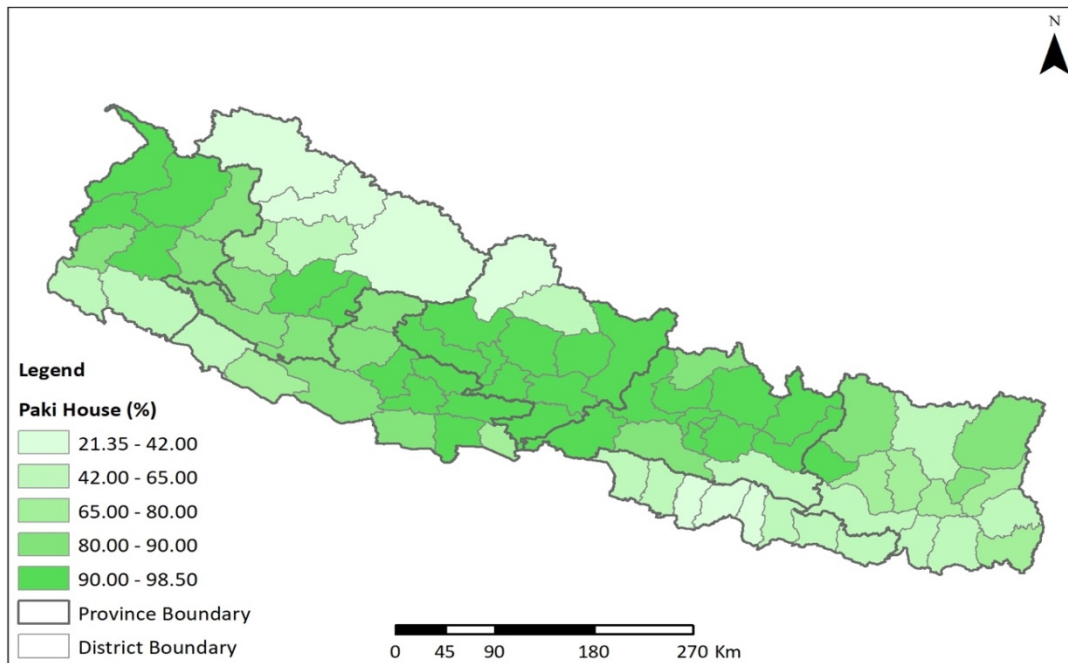 N
Legend
Paki House (%)
21.35 - 42.00
42.00 - 65.00
65.00 - 80.00
80.00 - 90.00
90.00 - 98.50
Province Boundary
District Boundary
0 45 90 180 270 Km